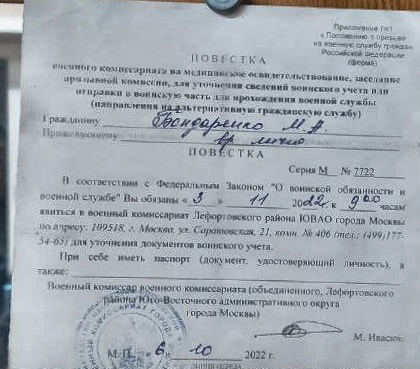 Приложение №1
к Положению о призыве
на военную службу граждан
Российской Федерации
(форма)
ПОВЕСТКА
военного комиссариата на медицинское освидетельствование, заседание
призывной комиссии, для уточнения сведений воинского учета или
отправки в воинскую часть для прохождения военной службы
(направления на альтернативную гражданскую службу)
Гражданину Бондаренко М. А.
Проживающему вр. лично
ПОВЕСТКА
Серия М № 7722
В соответствии с Федеральным Законом "О воинской обязанности и
военной службе" Вы обязаны « 3 » 11 2022 к 9 00 часам
явиться в военный комиссариат Лефортовского района ЮВАО города Москвы
по адресу: 109518, г. Москва, ул. Саратовская, 21, комн. № 406 (тел.: (499)177-
54-65) для уточнения документов воинского учета.
При себе иметь паспорт (документ, удостоверяющий личность), а
также:
Военный комиссар военного комиссариата (объединенного, Лефортовского
района Юго-Восточного административного округа
города Москвы)
М. Ивасюк
М. П. « 6 » 10 2022 г.